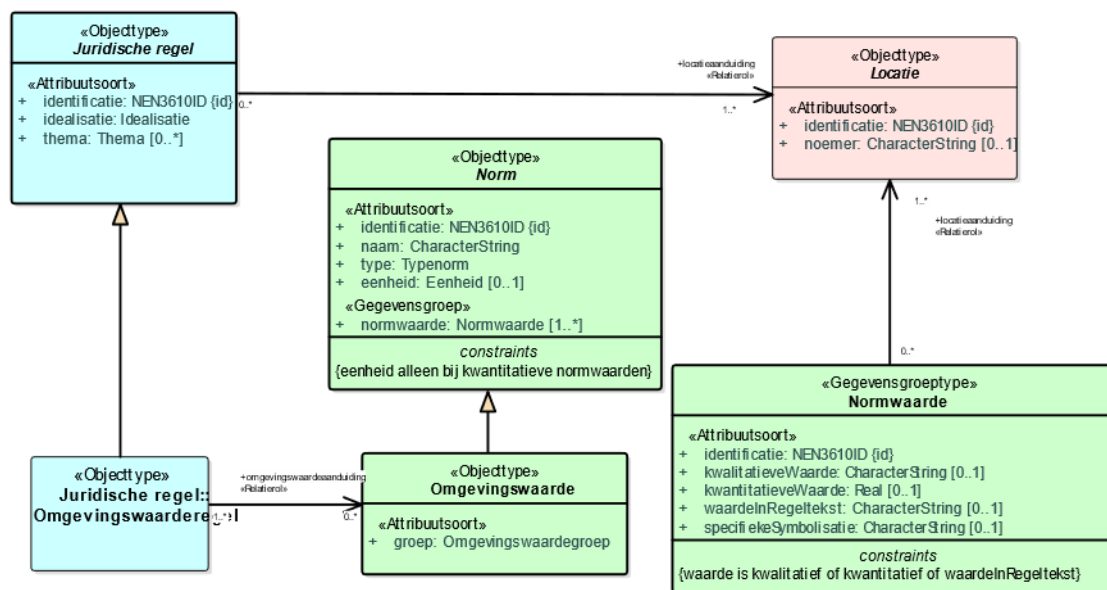 «Objecttype»
Juridische regel
«Attribuutsoort»
+ identificatie: NEN3610ID {id}
+ idealisatie: Idealisatie
+ thema: Thema [0..*]
0..*
+locatieaanduiding
«Relatierol»
1..*
«Objecttype»
Locatie
«Attribuutsoort»
+ identificatie: NEN3610ID {id}
+ noemer: CharacterString [0..1]
«Objecttype»
Norm
«Attribuutsoort»
+ identificatie: NEN3610ID {id}
+ naam: CharacterString
+ type: Typenorm
+ eenheid: Eenheid [0..1]
«Gegevensgroep»
+ normwaarde: Normwaarde [1..*]
constraints
{eenheid alleen bij kwantitatieve normwaarden}
1..*
+locatieaanduiding
«Relatierol»
0..*
«Gegevensgroeptype»
Normwaarde
«Attribuutsoort»
+ identificatie: NEN3610ID {id}
+ kwalitatieveWaarde: CharacterString [0..1]
+ kwantitatieveWaarde: Real [0..1]
+ waardeInRegeltekst: CharacterString [0..1]
+ specifiekeSymbolisatie: CharacterString [0..1]
constraints
{waarde is kwalitatief of kwantitatief of waardeInRegeltekst}
«Objecttype»
Juridische regel::
Omgevingswaarderegel
1..*
+omgevingswaardeaanduiding
«Relatierol»
0..*
«Objecttype»
Omgevingswaarde
«Attribuutsoort»
+ groep: Omgevingswaardegroep